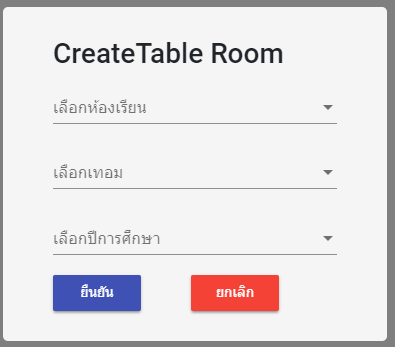 CreateTable Room
เลือกห้องเรียน
เลือกเทอม
เลือกปีการศึกษา
ยืนยัน
ยกเลิก